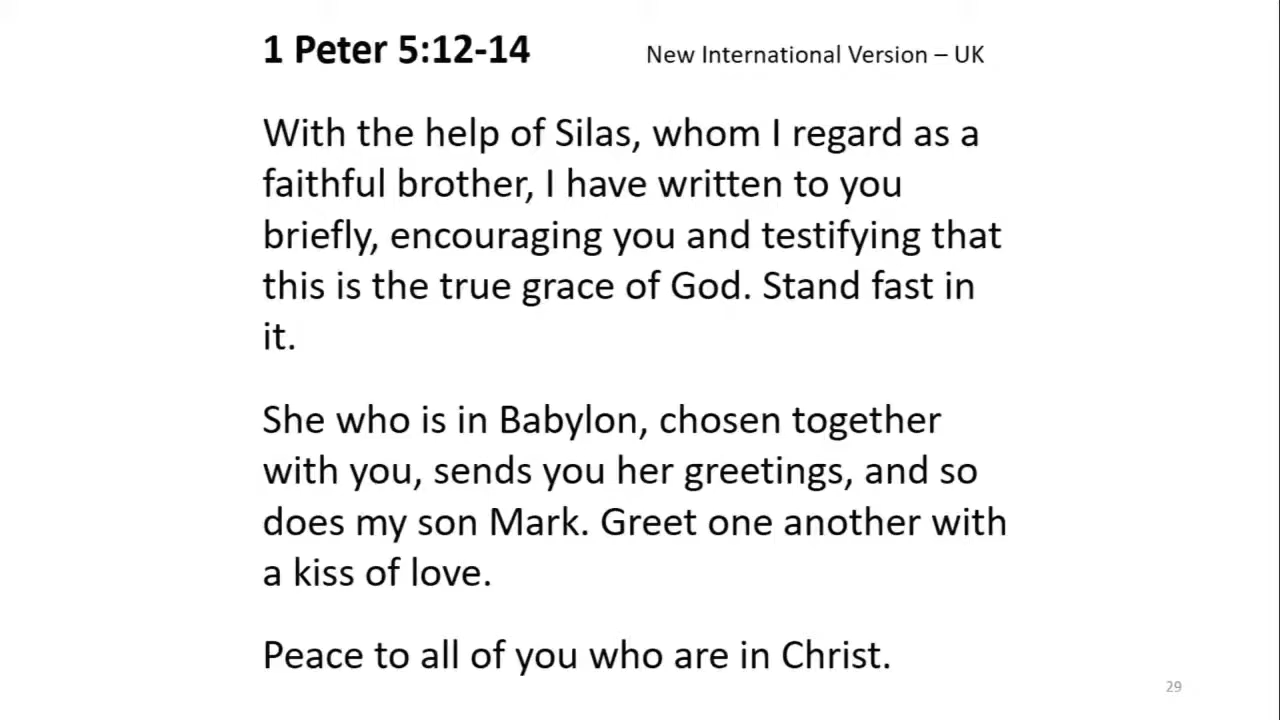 1 Peter 5:12-14 New International Version – UK
With the help of Silas, whom I regard as a
faithful brother, I have written to you
briefly, encouraging you and testifying that
this is the true grace of God. Stand fast in
it.
She who is in Babylon, chosen together
with you, sends you her greetings, and so
does my son Mark. Greet one another with
a kiss of love.
Peace to all of you who are in Christ.
29